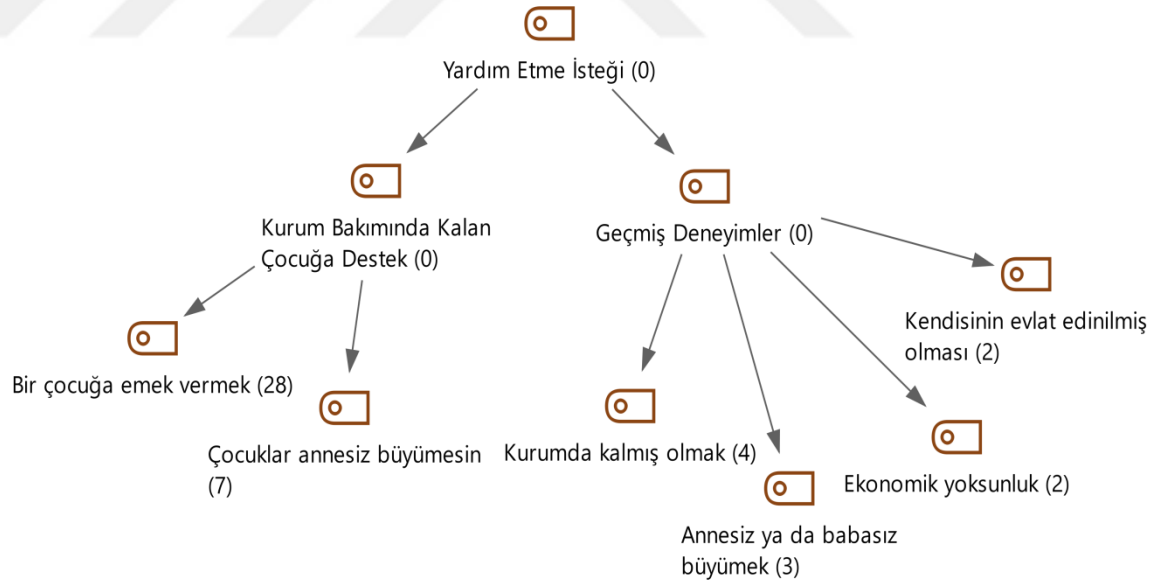 Yardım Etme İsteği (0)
Kurum Bakımında Kalan
Çocuğa Destek (0)
Geçmiş Deneyimler (0)
Bir çocuğa emek vermek (28)
Çocuklar annesiz büyümesin
(7)
Kurumda kalmış olmak (4)
Annesiz ya da babasız
büyümek (3)
Ekonomik yoksunluk (2)
Kendisinin evlat edinilmiş
olması (2)